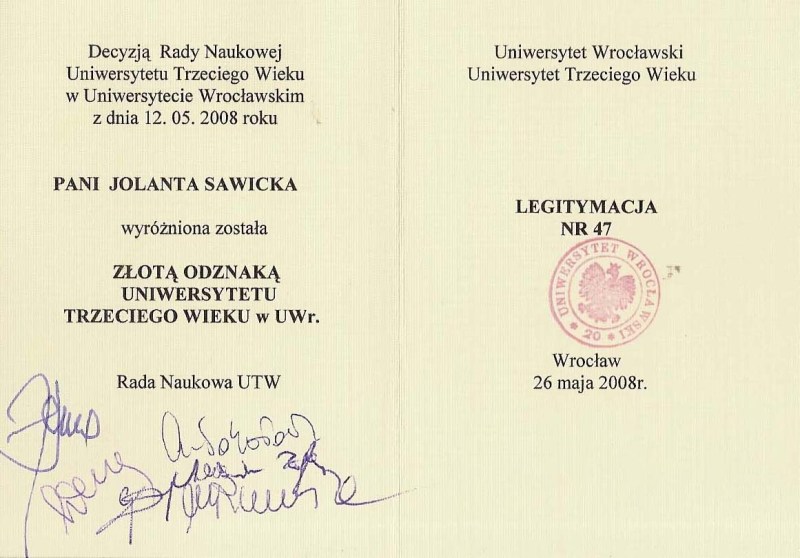 Decyzją Rady Naukowej
Uniwersytetu Trzeciego Wieku
w Uniwersytecie Wrocławskim
z dnia 12. 05. 2008 roku
PANI JOLANTA SAWICKA
wyróżniona została
ZŁOTĄ ODZNAKĄ
UNIWERSYTETU
TRZECIEGO WIEKU w UWr.
Rada Naukowa UTW
Uniwersytet Wrocławski
Uniwersytet Trzeciego Wieku
LEGITYMACJA
NR 47
UNIWERSYTET WROCŁAWSKI
* 20 *
Wrocław
26 maja 2008r.